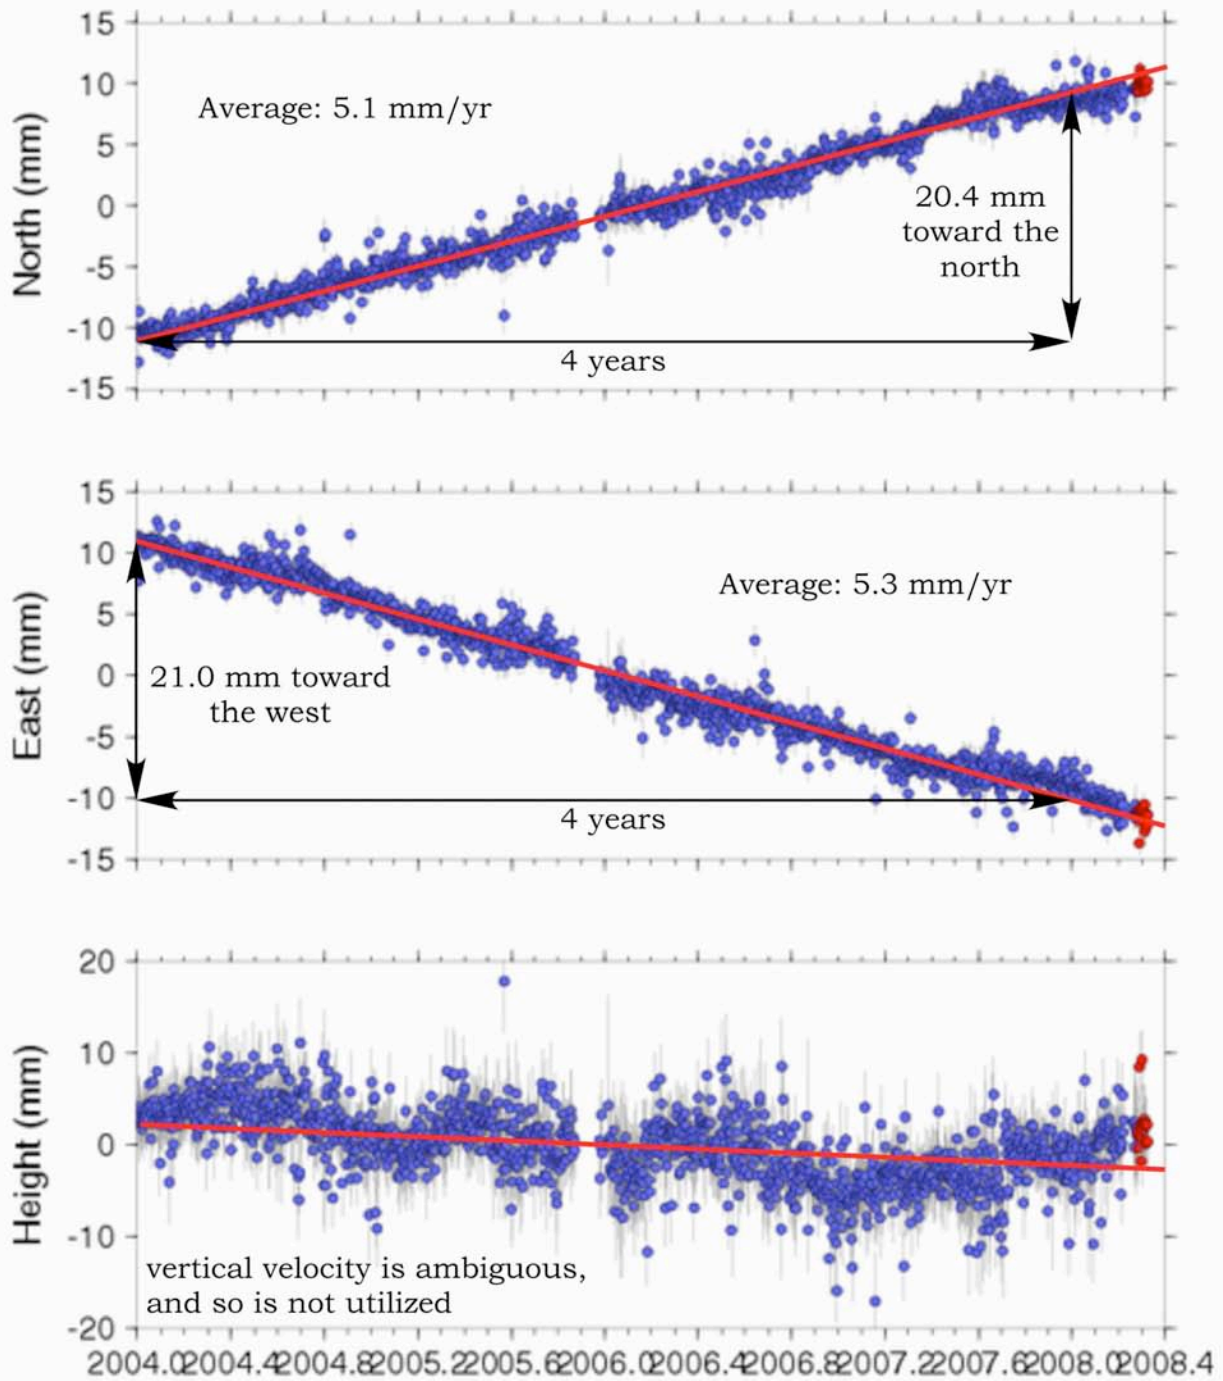 North (mm)
15
10
5
0
-5
-10
-15
Average: 5.1 mm/yr
20.4 mm
toward the
north
4 years
East (mm)
15
10
5
0
-5
-10
-15
Average: 5.3 mm/yr
21.0 mm toward
the west
4 years
Height (mm)
20
10
0
-10
-20
vertical velocity is ambiguous,
and so is not utilized
2004.0 2004.4 2004.8 2005.2 2005.6 2006.0 2006.4 2006.8 2007.2 2007.6 2008.0 2008.4